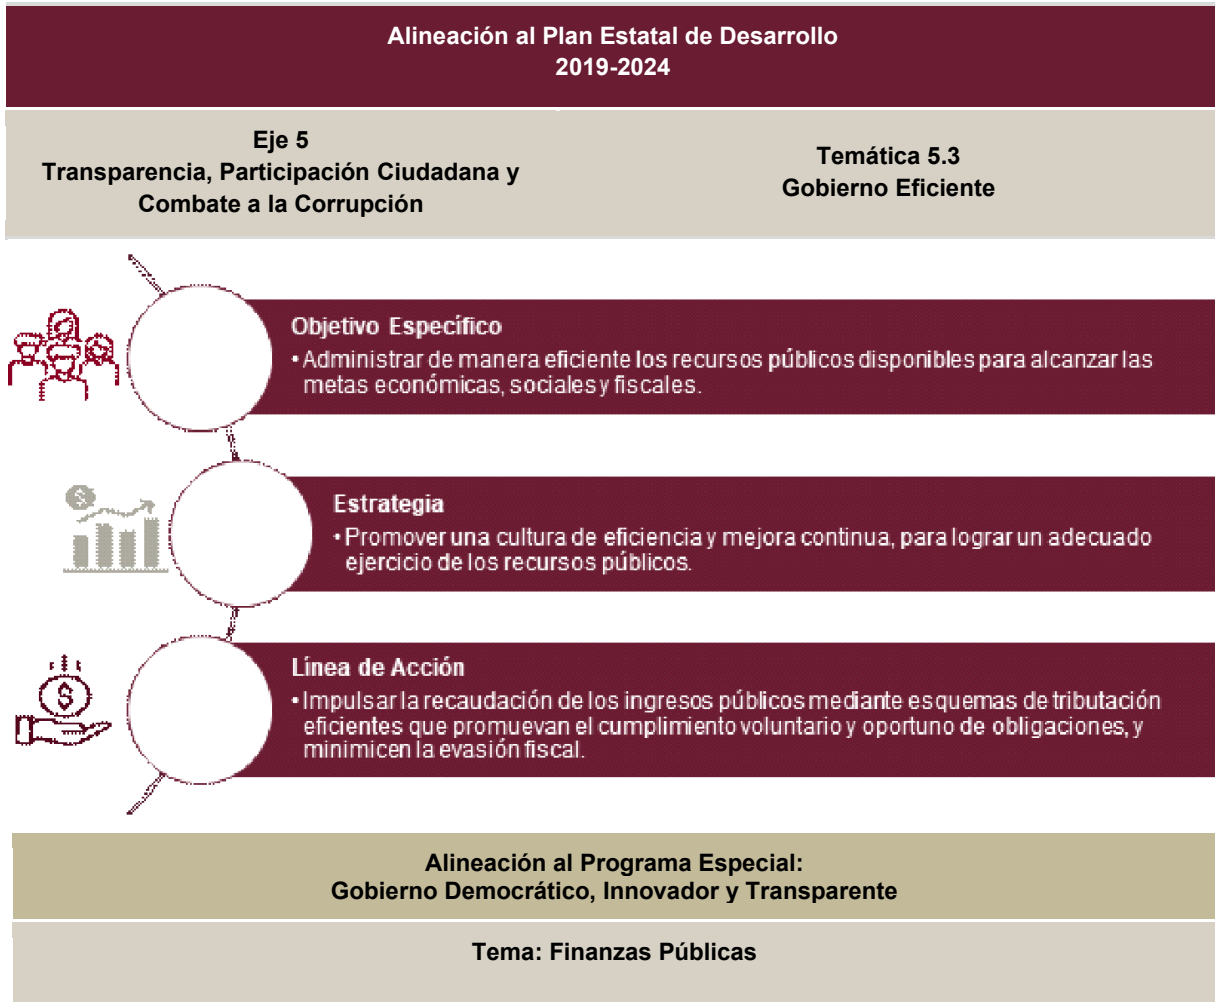 Alineación al Plan Estatal de Desarrollo
2019-2024
Eje 5
Transparencia, Participación Ciudadana y
Combate a la Corrupción
Temática 5.3
Gobierno Eficiente
Objetivo Específico
• Administrar de manera eficiente los recursos públicos disponibles para alcanzar las
metas económicas, sociales y fiscales.
Estrategia
• Promover una cultura de eficiencia y mejora continua, para lograr un adecuado
ejercicio de los recursos públicos.
Línea de Acción
• Impulsar la recaudación de los ingresos públicos mediante esquemas de tributación
eficientes que promuevan el cumplimiento voluntario y oportuno de obligaciones, y
minimicen la evasión fiscal.
Alineación al Programa Especial:
Gobierno Democrático, Innovador y Transparente
Tema: Finanzas Públicas